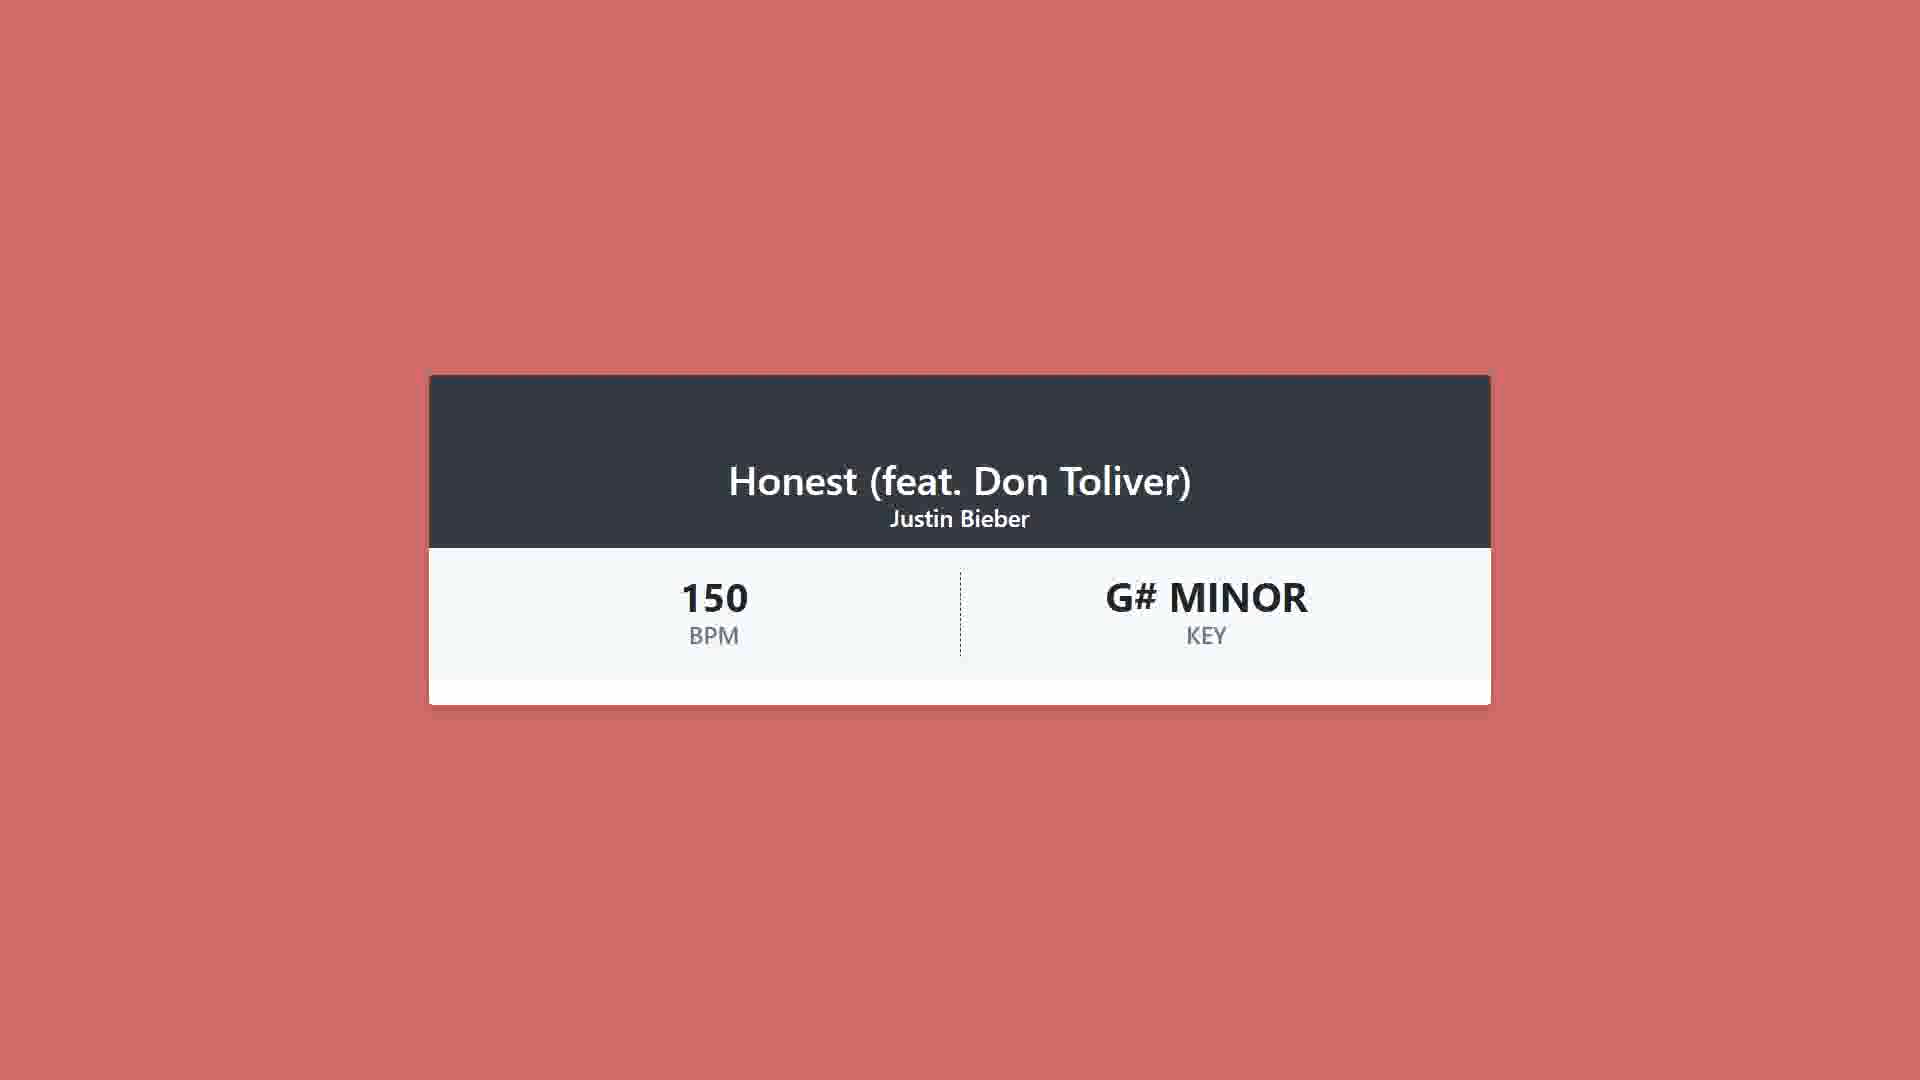 Honest (feat. Don Toliver)
Justin Bieber
150
BPM
G# MINOR
KEY